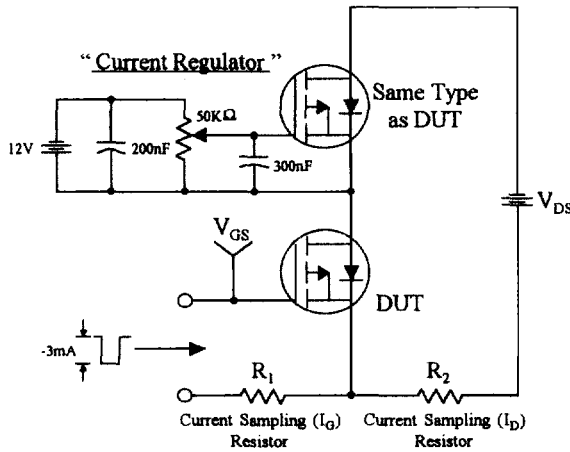 “ Current Regulator ”
Same Type
as DUT
50KΩ
12V
200nF
300nF
V_DS
V_GS
DUT
-3mA
R₁
R₂
Current Sampling (I_G)
Resistor
Current Sampling (I_D)
Resistor